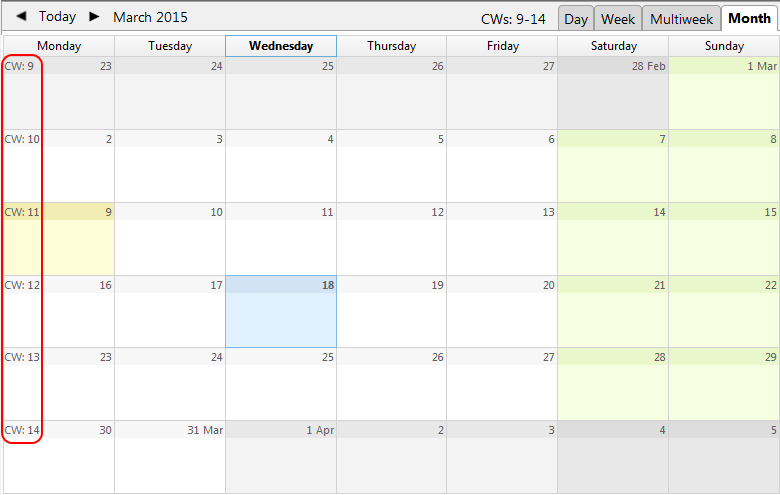 Today March 2015 CWs: 9-14 Day Week Multiweek Month
Monday Tuesday Wednesday Thursday Friday Saturday Sunday
CW: 9 23 24 25 26 27 28 Feb 1 Mar
CW: 10 2 3 4 5 6 7 8
CW: 11 9 10 11 12 13 14 15
CW: 12 16 17 18 19 20 21 22
CW: 13 23 24 25 26 27 28 29
CW: 14 30 31 Mar 1 Apr 2 3 4 5